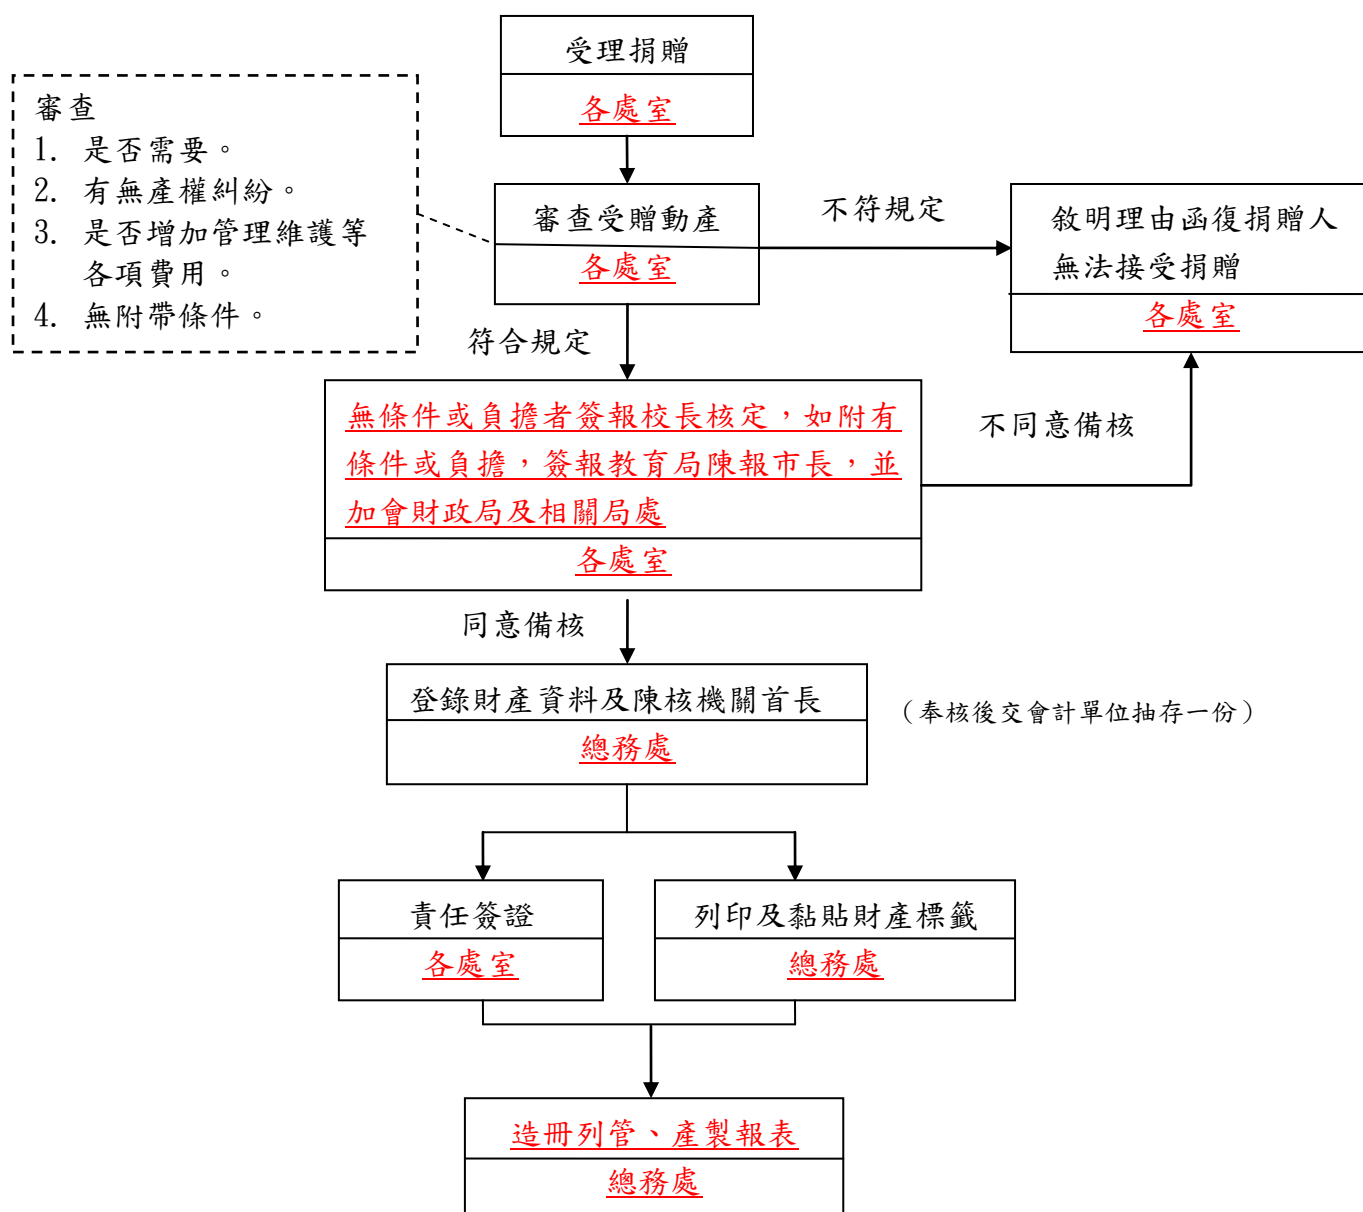 受理捐贈
各處室
審查
1. 是否需要。
2. 有無產權糾紛。
3. 是否增加管理維護等
各項費用。
4. 無附帶條件。
審查受贈動產
各處室
不符規定
敘明理由函復捐贈人
無法接受捐贈
各處室
符合規定
無條件或負擔者簽報校長核定，如附有
條件或負擔，簽報教育局陳報市長，並
加會財政局及相關局處
各處室
不同意備核
同意備核
登錄財產資料及陳核機關首長
總務處
（奉核後交會計單位抽存一份）
責任簽證
各處室
列印及黏貼財產標籤
總務處
造冊列管、產製報表
總務處